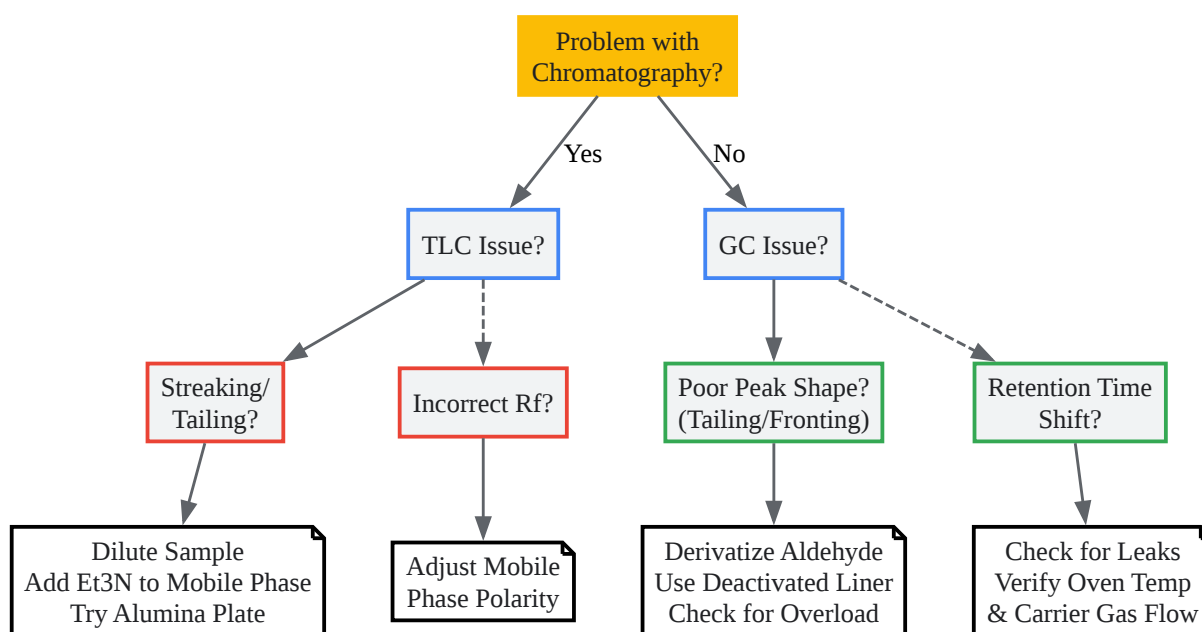 Problem with
Chromatography?
Yes
No
TLC Issue?
GC Issue?
Streaking/
Tailing?
Incorrect Rf?
Poor Peak Shape?
(Tailing/Fronting)
Retention Time
Shift?
Dilute Sample
Add Et3N to Mobile Phase
Try Alumina Plate
Adjust Mobile
Phase Polarity
Derivatize Aldehyde
Use Deactivated Liner
Check for Overload
Check for Leaks
Verify Oven Temp
& Carrier Gas Flow